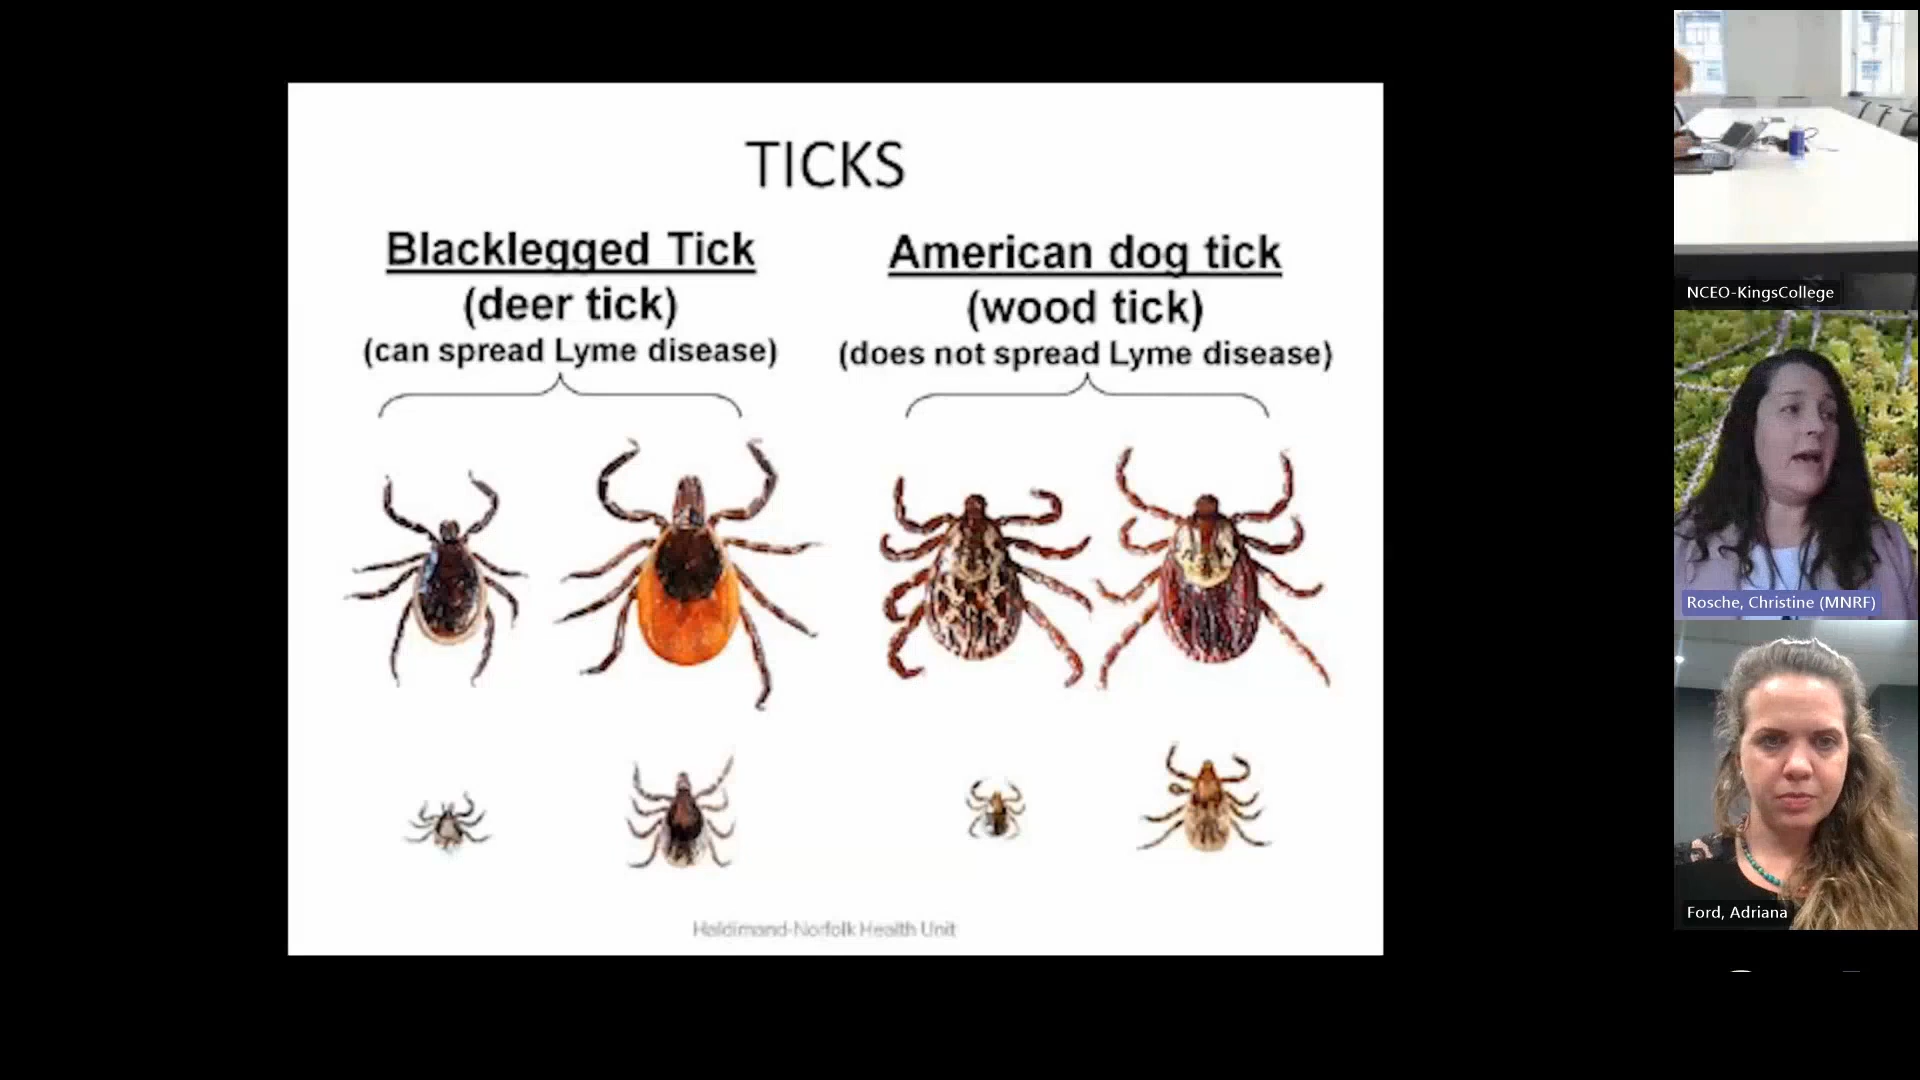 TICKS
Blacklegged Tick
(deer tick)
(can spread Lyme disease)
American dog tick
(wood tick)
(does not spread Lyme disease)
Haldimand-Norfolk Health Unit
NCEO-KingsCollege
Rosche, Christine (MNRF)
Ford, Adriana